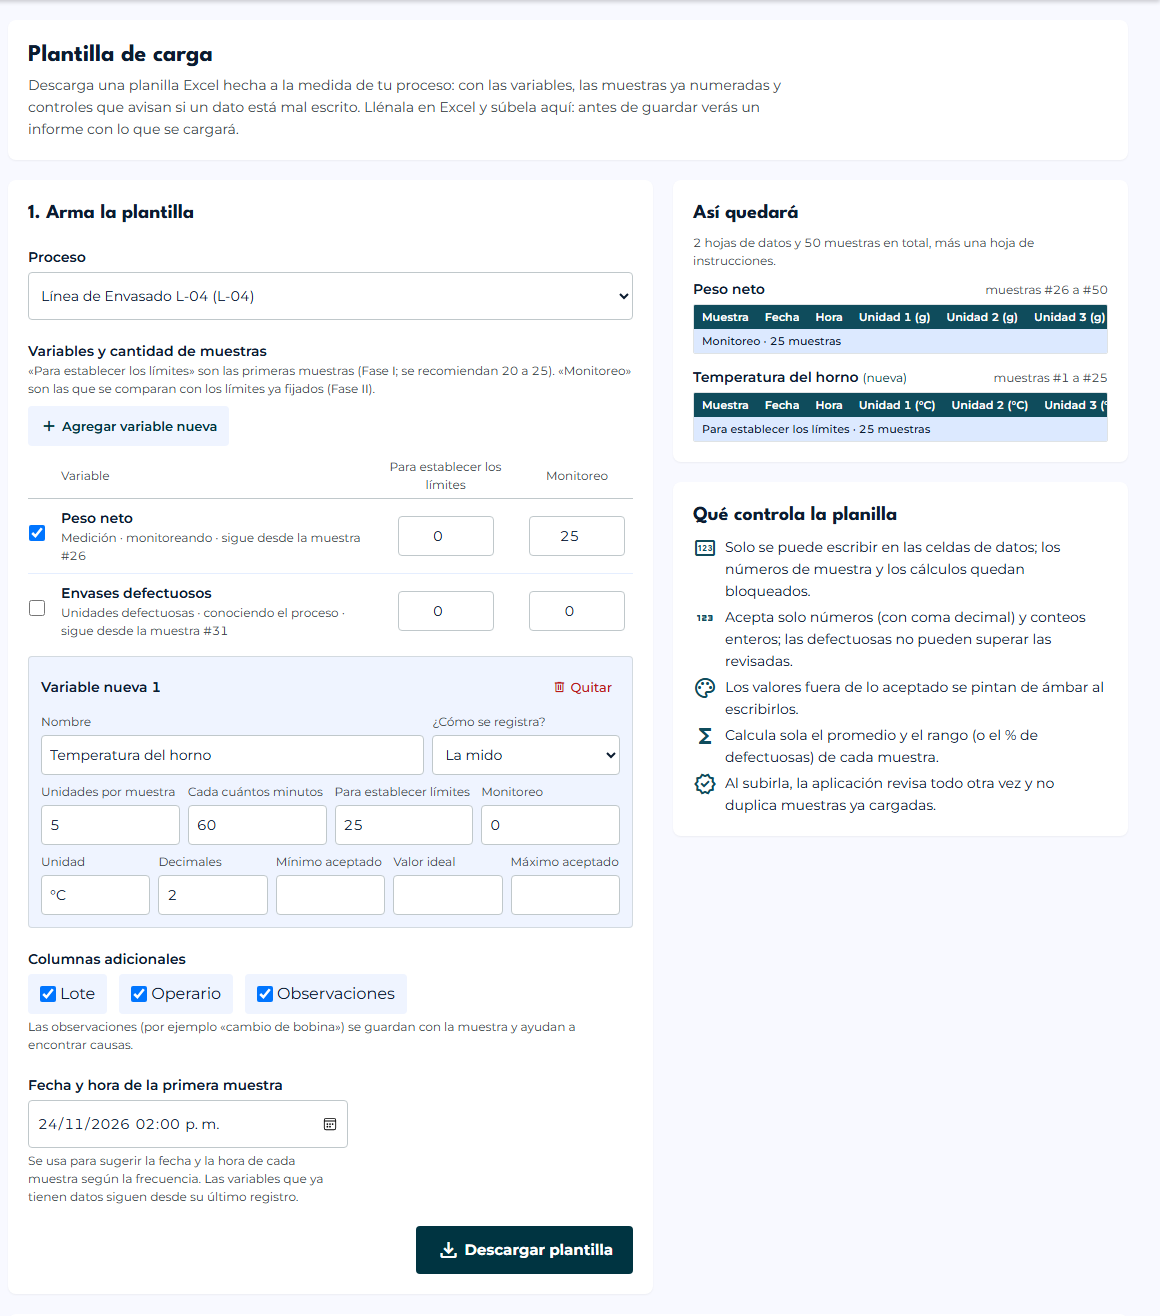 Plantilla de carga
Descarga una planilla Excel hecha a la medida de tu proceso: con las variables, las muestras ya numeradas y
controles que avisan si un dato está mal escrito. Llénala en Excel y súbela aquí: antes de guardar verás un
informe con lo que se cargará.
1. Arma la plantilla
Proceso
Línea de Envasado L-04 (L-04)
Variables y cantidad de muestras
«Para establecer los límites» son las primeras muestras (Fase I; se recomiendan 20 a 25). «Monitoreo»
son las que se comparan con los límites ya fijados (Fase II).
+ Agregar variable nueva
Variable
Para establecer los
límites
Monitoreo
Peso neto
Medición · monitoreando · sigue desde la muestra
#26
0
25
Envases defectuosos
Unidades defectuosas · conociendo el proceso ·
sigue desde la muestra #31
0
0
Variable nueva 1
Quitar
Nombre
¿Cómo se registra?
Temperatura del horno
La mido
Unidades por muestra
Cada cuántos minutos
Para establecer límites
Monitoreo
5
60
25
0
Unidad
Decimales
Mínimo aceptado
Valor ideal
Máximo aceptado
°C
2
Columnas adicionales
Lote
Operario
Observaciones
Las observaciones (por ejemplo «cambio de bobina») se guardan con la muestra y ayudan a
encontrar causas.
Fecha y hora de la primera muestra
24/11/2026 02:00 p. m.
Se usa para sugerir la fecha y la hora de cada
muestra según la frecuencia. Las variables que ya
tienen datos siguen desde su último registro.
Descargar plantilla
Así quedará
2 hojas de datos y 50 muestras en total, más una hoja de
instrucciones.
Peso neto
muestras #26 a #50
Muestra Fecha Hora Unidad 1 (g) Unidad 2 (g) Unidad 3 (g)
Monitoreo · 25 muestras
Temperatura del horno (nueva)
muestras #1 a #25
Muestra Fecha Hora Unidad 1 (°C) Unidad 2 (°C) Unidad 3 (°
Para establecer los límites · 25 muestras
Qué controla la planilla
123
Solo se puede escribir en las celdas de datos; los
números de muestra y los cálculos quedan
bloqueados.
123
Acepta solo números (con coma decimal) y conteos
enteros; las defectuosas no pueden superar las
revisadas.
Los valores fuera de lo aceptado se pintan de ámbar al
escribirlos.
Calcula sola el promedio y el rango (o el % de
defectuosas) de cada muestra.
Al subirla, la aplicación revisa todo otra vez y no
duplica muestras ya cargadas.